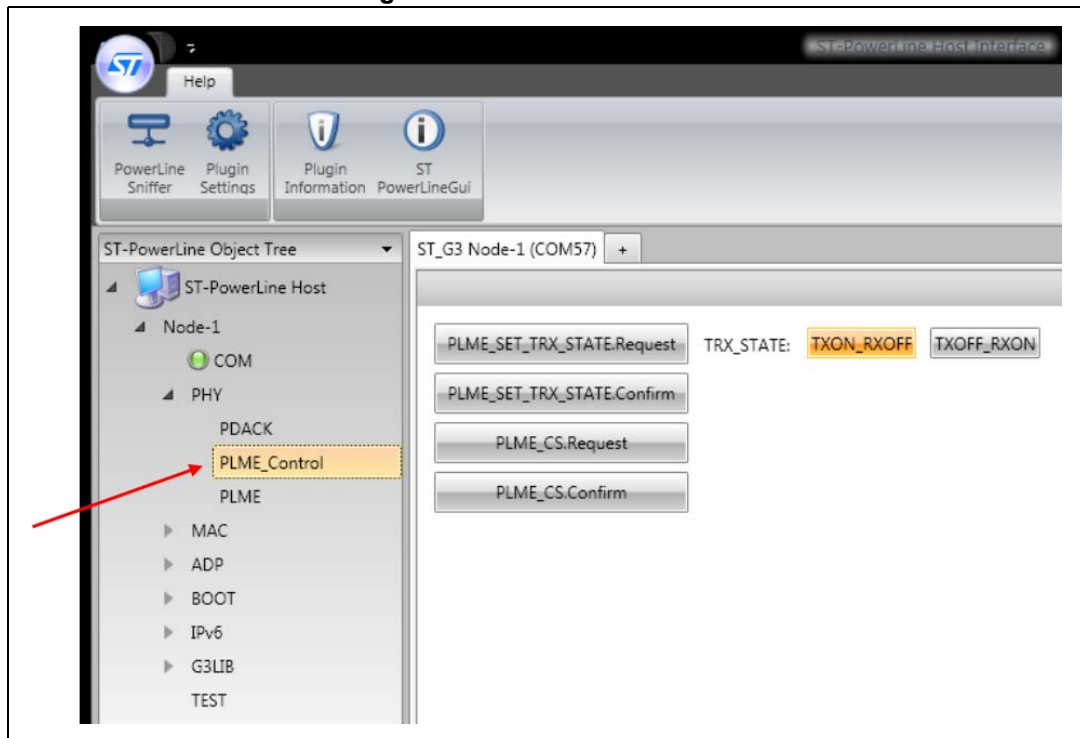 ST-PowerLine Host Interface
ST
Help
PowerLine Sniffer
Plugin Settings
Plugin Information
ST PowerLineGui
ST-PowerLine Object Tree
ST_G3 Node-1 (COM57) +
ST-PowerLine Host
Node-1
COM
PHY
PDACK
PLME_Control
PLME
MAC
ADP
BOOT
IPv6
G3LIB
TEST
PLME_SET_TRX_STATE.Request TRX_STATE: TXON_RXOFF TXOFF_RXON
PLME_SET_TRX_STATE.Confirm
PLME_CS.Request
PLME_CS.Confirm